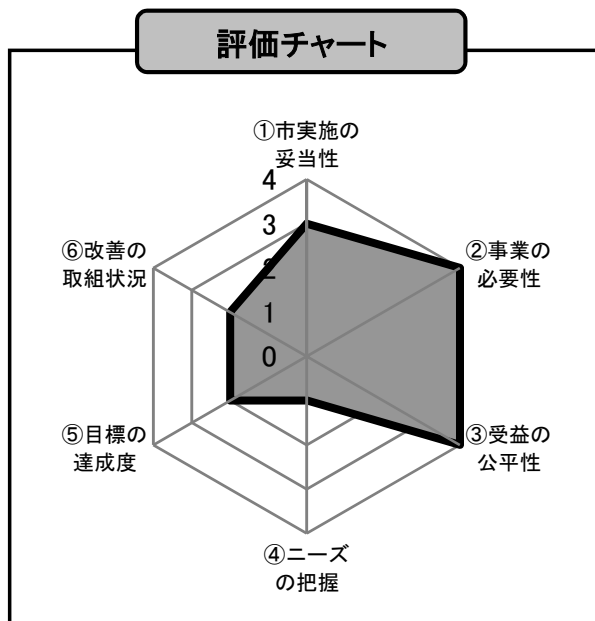 評価チャート
①市実施の
妥当性
4
3
2
1
0
②事業の
必要性
③受益の
公平性
④ニーズ
の把握
⑤目標の
達成度
⑥改善の
取組状況